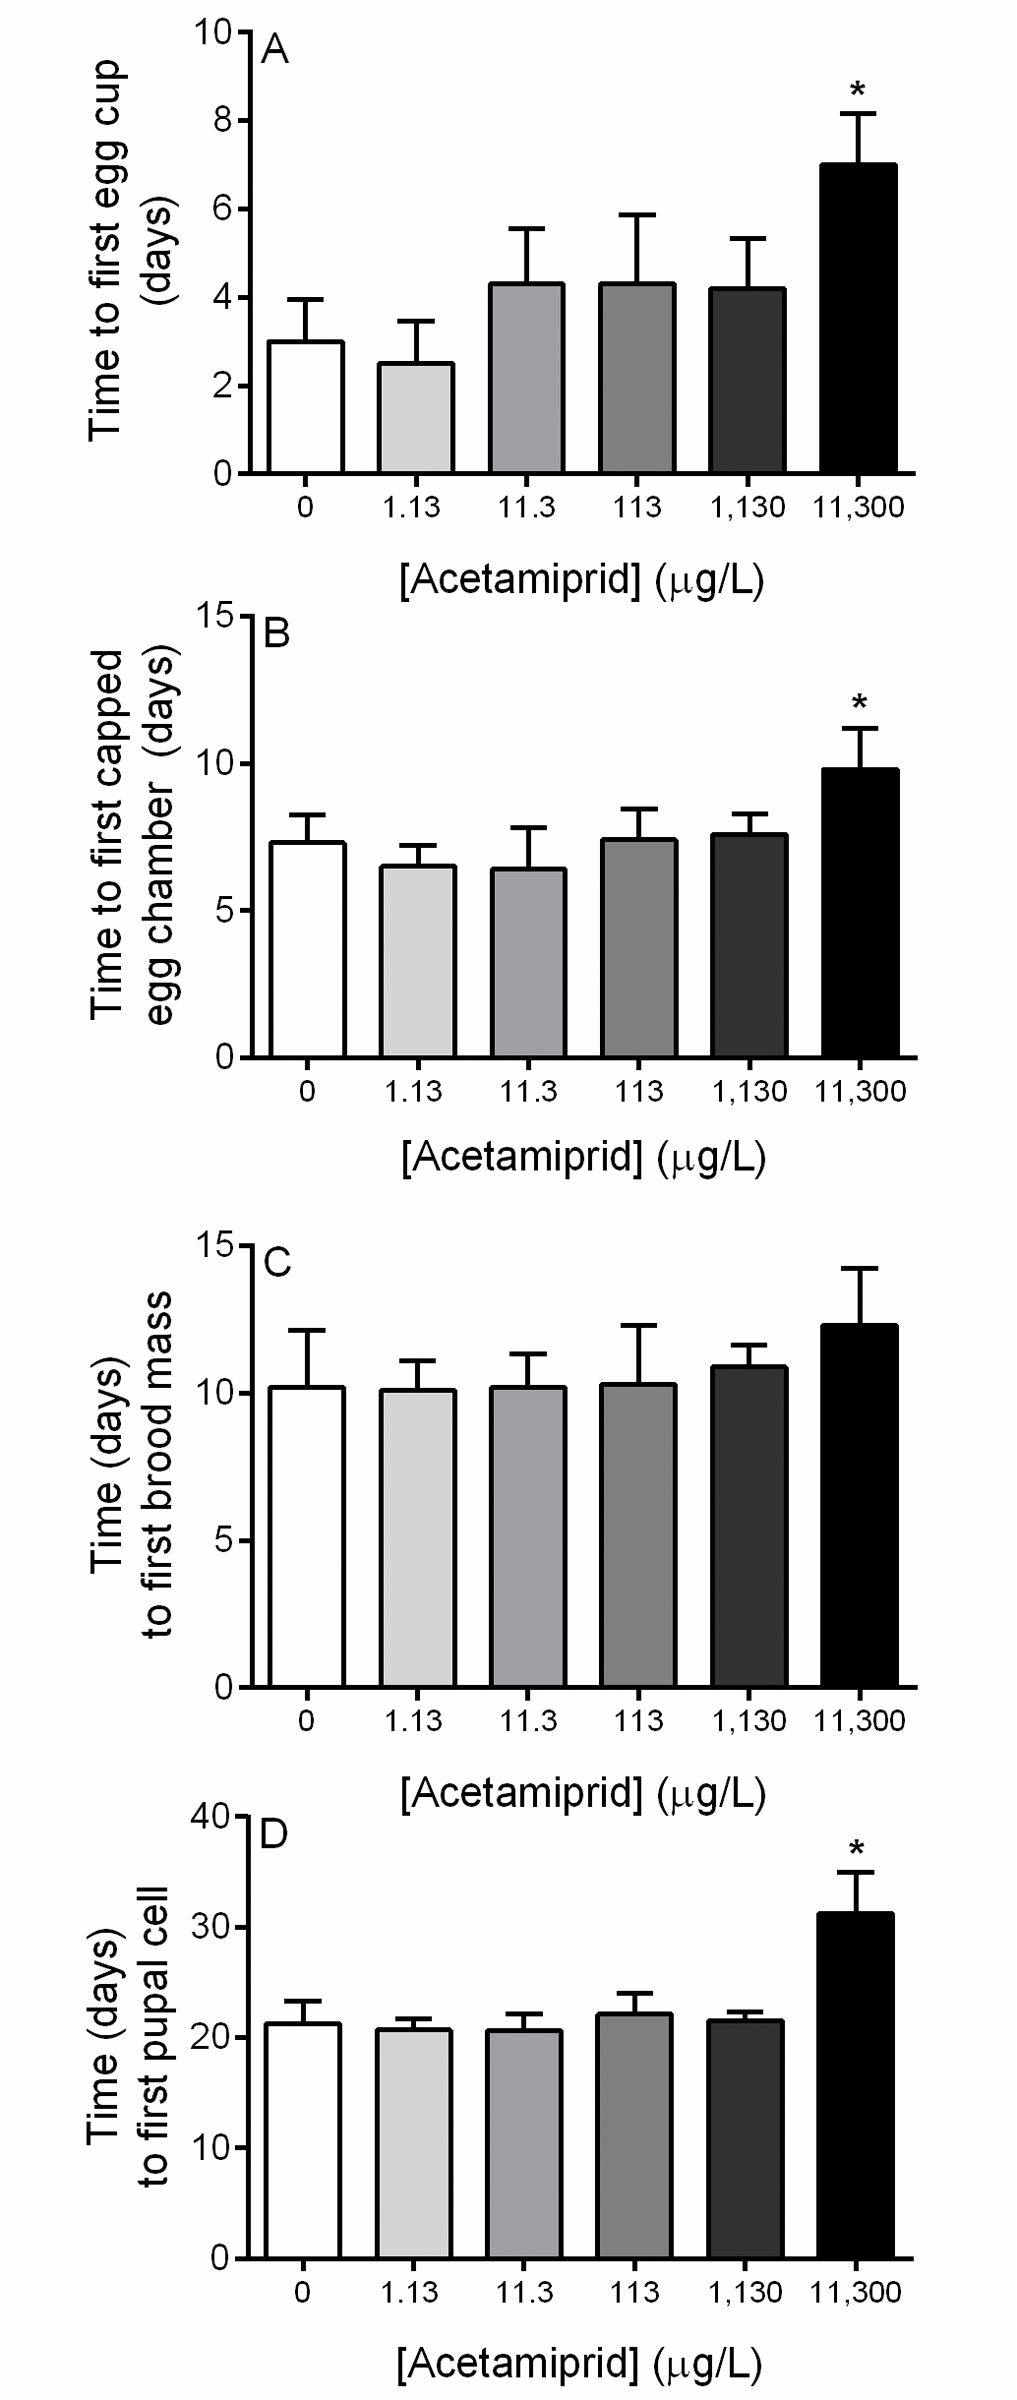 A
Time to first egg cup
(days)
10
8
6
4
2
0
*
0 1.13 11.3 113 1,130 11,300
[Acetamiprid] (μg/L)
B
Time to first capped
egg chamber (days)
15
10
5
0
*
0 1.13 11.3 113 1,130 11,300
[Acetamiprid] (μg/L)
C
Time (days)
to first brood mass
15
10
5
0
0 1.13 11.3 113 1,130 11,300
[Acetamiprid] (μg/L)
D
Time (days)
to first pupal cell
40
30
20
10
0
*
0 1.13 11.3 113 1,130 11,300
[Acetamiprid] (μg/L)